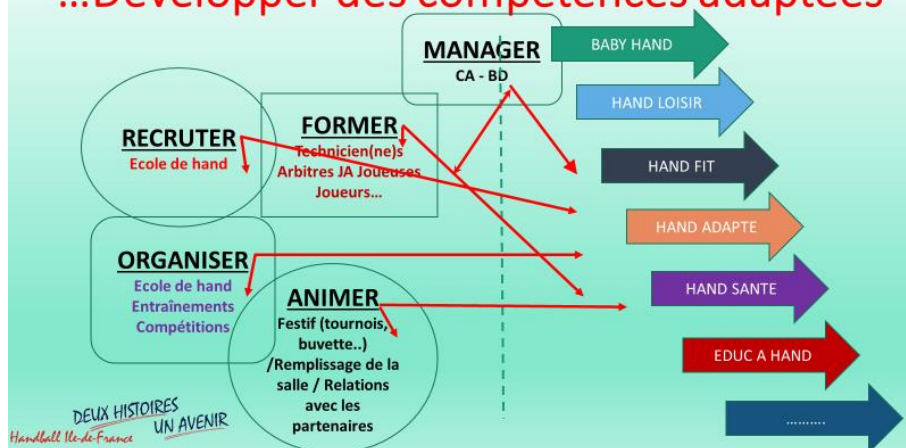 …Développer des compétences adaptées
MANAGER
CA - BD
RECRUTER
Ecole de hand
FORMER
Technicien(ne)s
Arbitres JA Joueuses
Joueurs…
ORGANISER
Ecole de hand
Entraînements
Compétitions
ANIMER
Festif (tournois,
buvette..)
/Remplissage de la
salle / Relations
avec les
partenaires
BABY HAND
HAND LOISIR
HAND FIT
HAND ADAPTE
HAND SANTE
EDUC A HAND
……….
DEUX HISTOIRES
UN AVENIR
Handball Ile-de-France